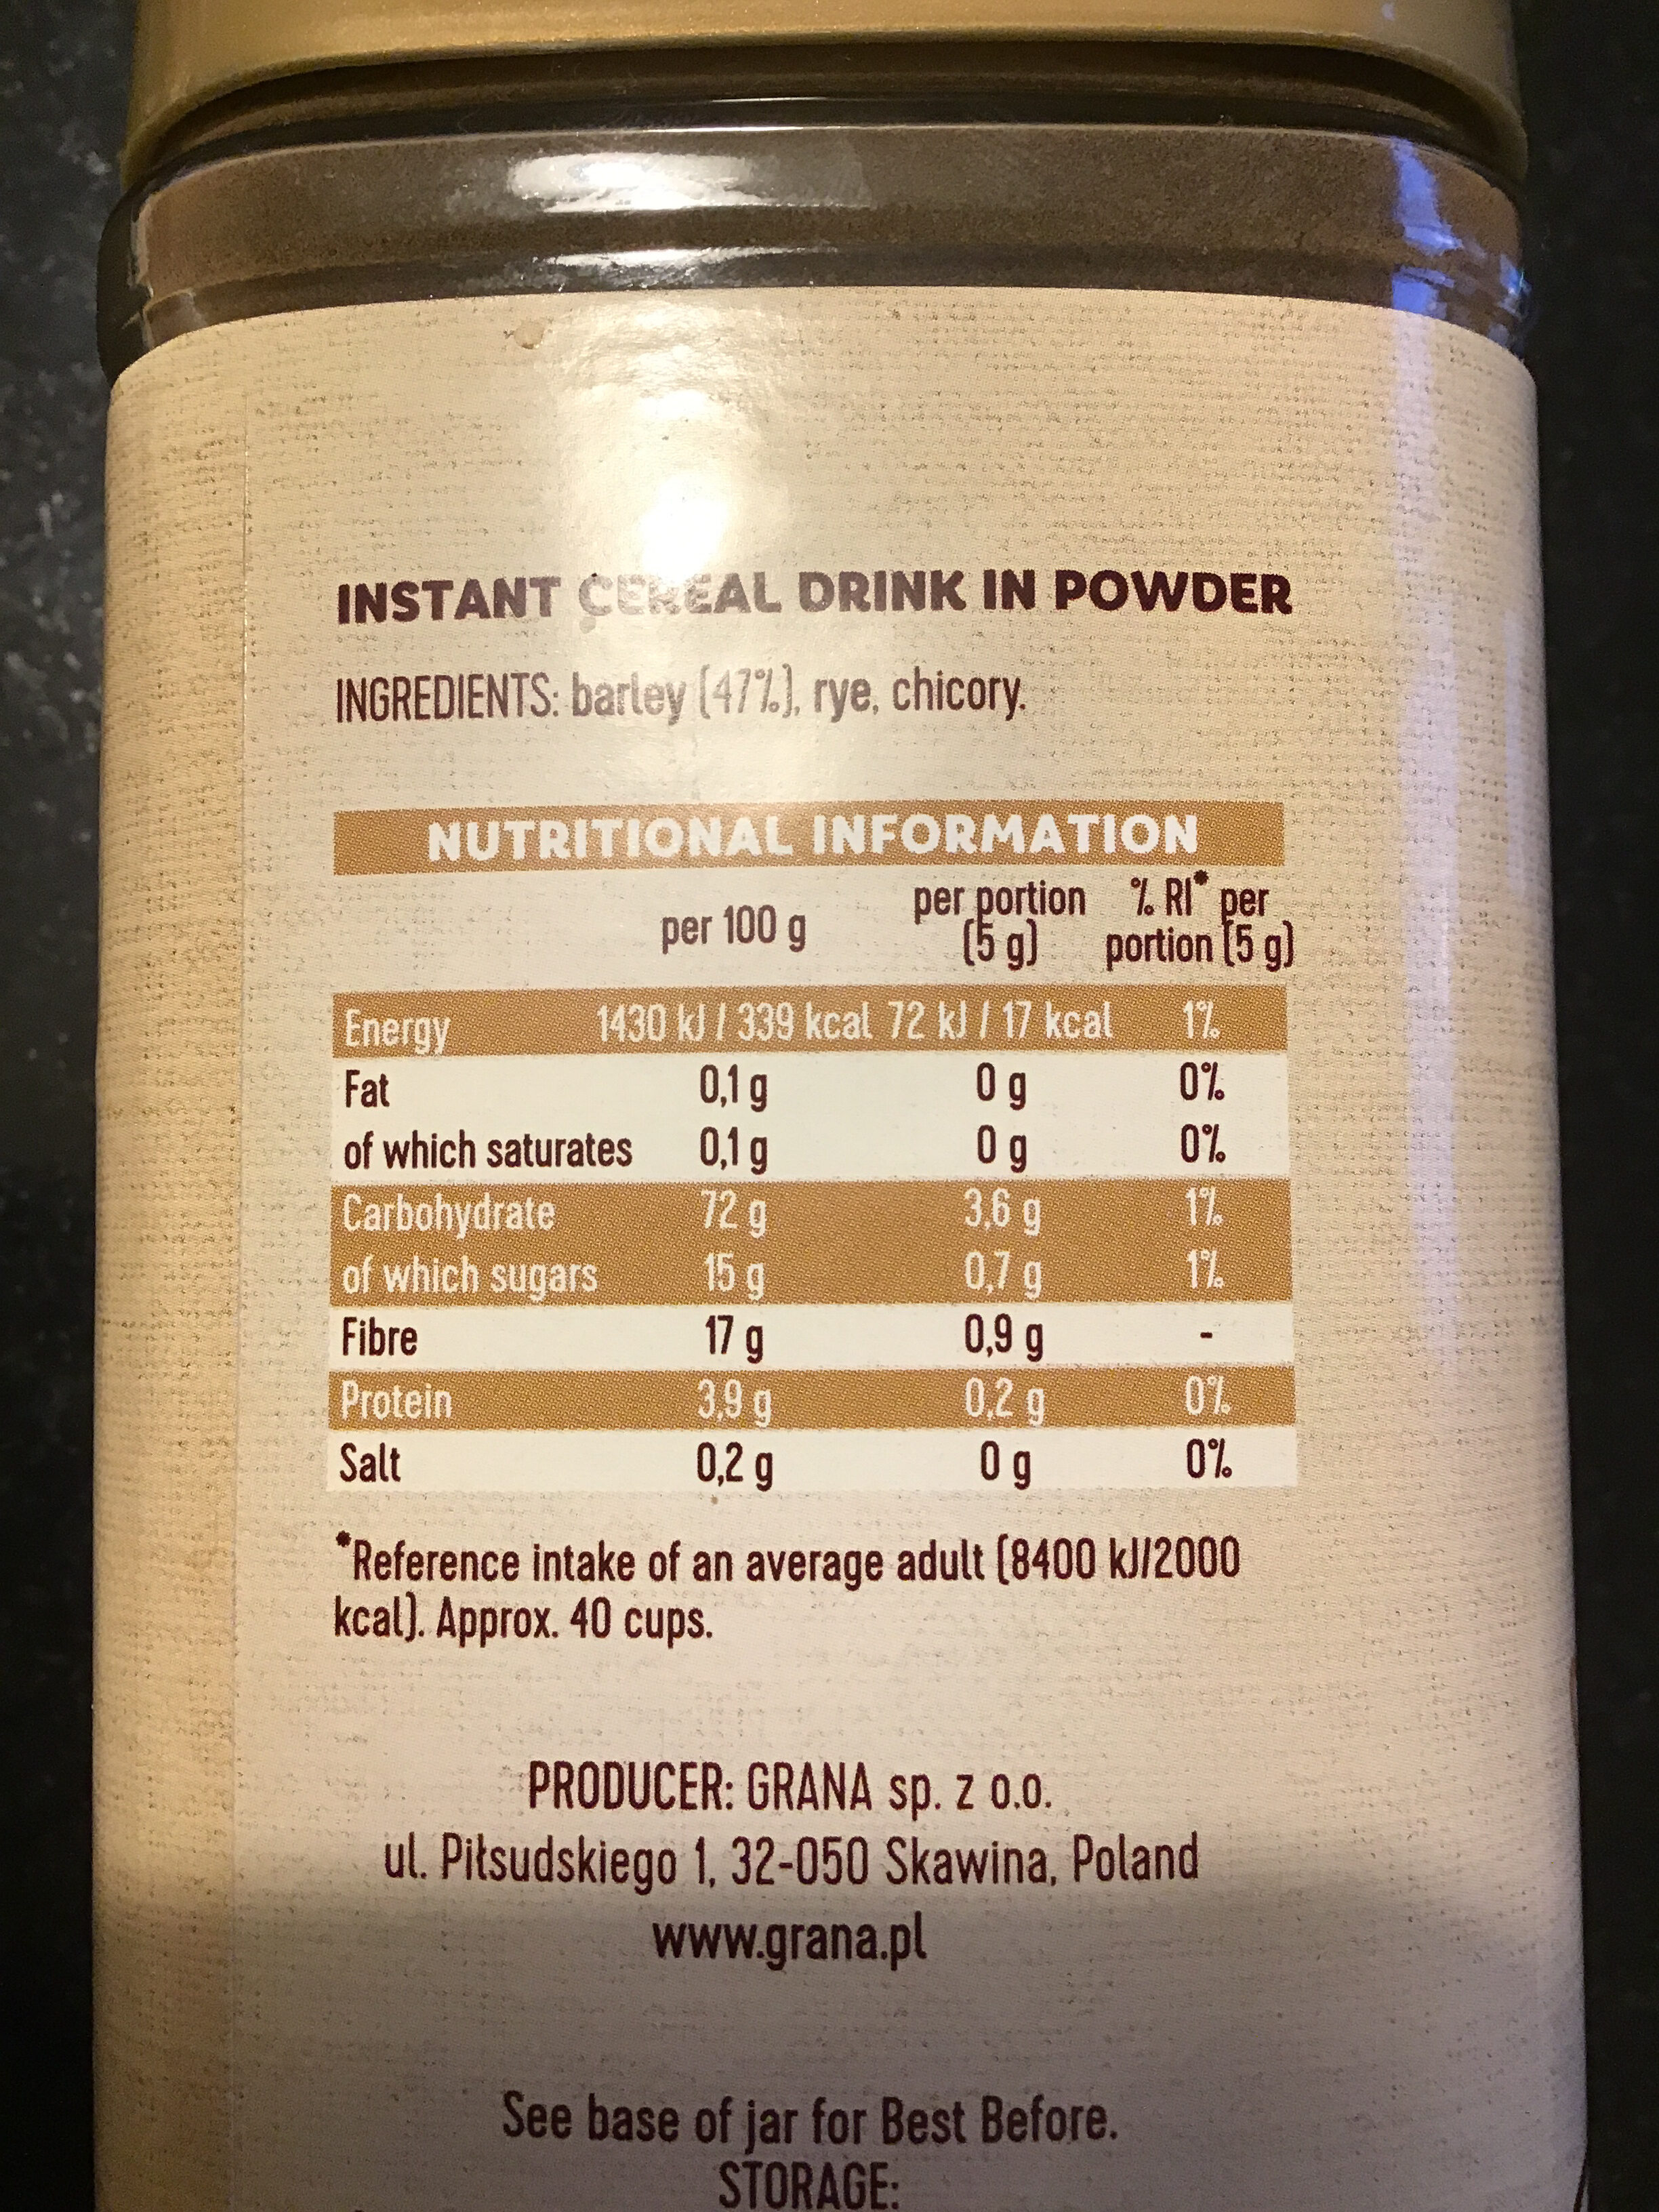 INSTANT CEREAL DRINK IN POWDER
INGREDIENTS: barley (47%), rye, chicory.
NUTRITIONAL INFORMATION
per 100 g per portion (5 g) % RI* per portion (5 g)
Energy 1430 kJ / 339 kcal 72 kJ / 17 kcal 1%
Fat 0,1 g 0 g 0%
of which saturates 0,1 g 0 g 0%
Carbohydrate 72 g 3,6 g 1%
of which sugars 15 g 0,7 g 1%
Fibre 17 g 0,9 g -
Protein 3,9 g 0,2 g 0%
Salt 0,2 g 0 g 0%
*Reference intake of an average adult (8400 kJ/2000
kcal). Approx. 40 cups.
PRODUCER: GRANA sp. z o.o.
ul. Piłsudskiego 1, 32-050 Skawina, Poland
www.grana.pl
See base of jar for Best Before.
STORAGE: